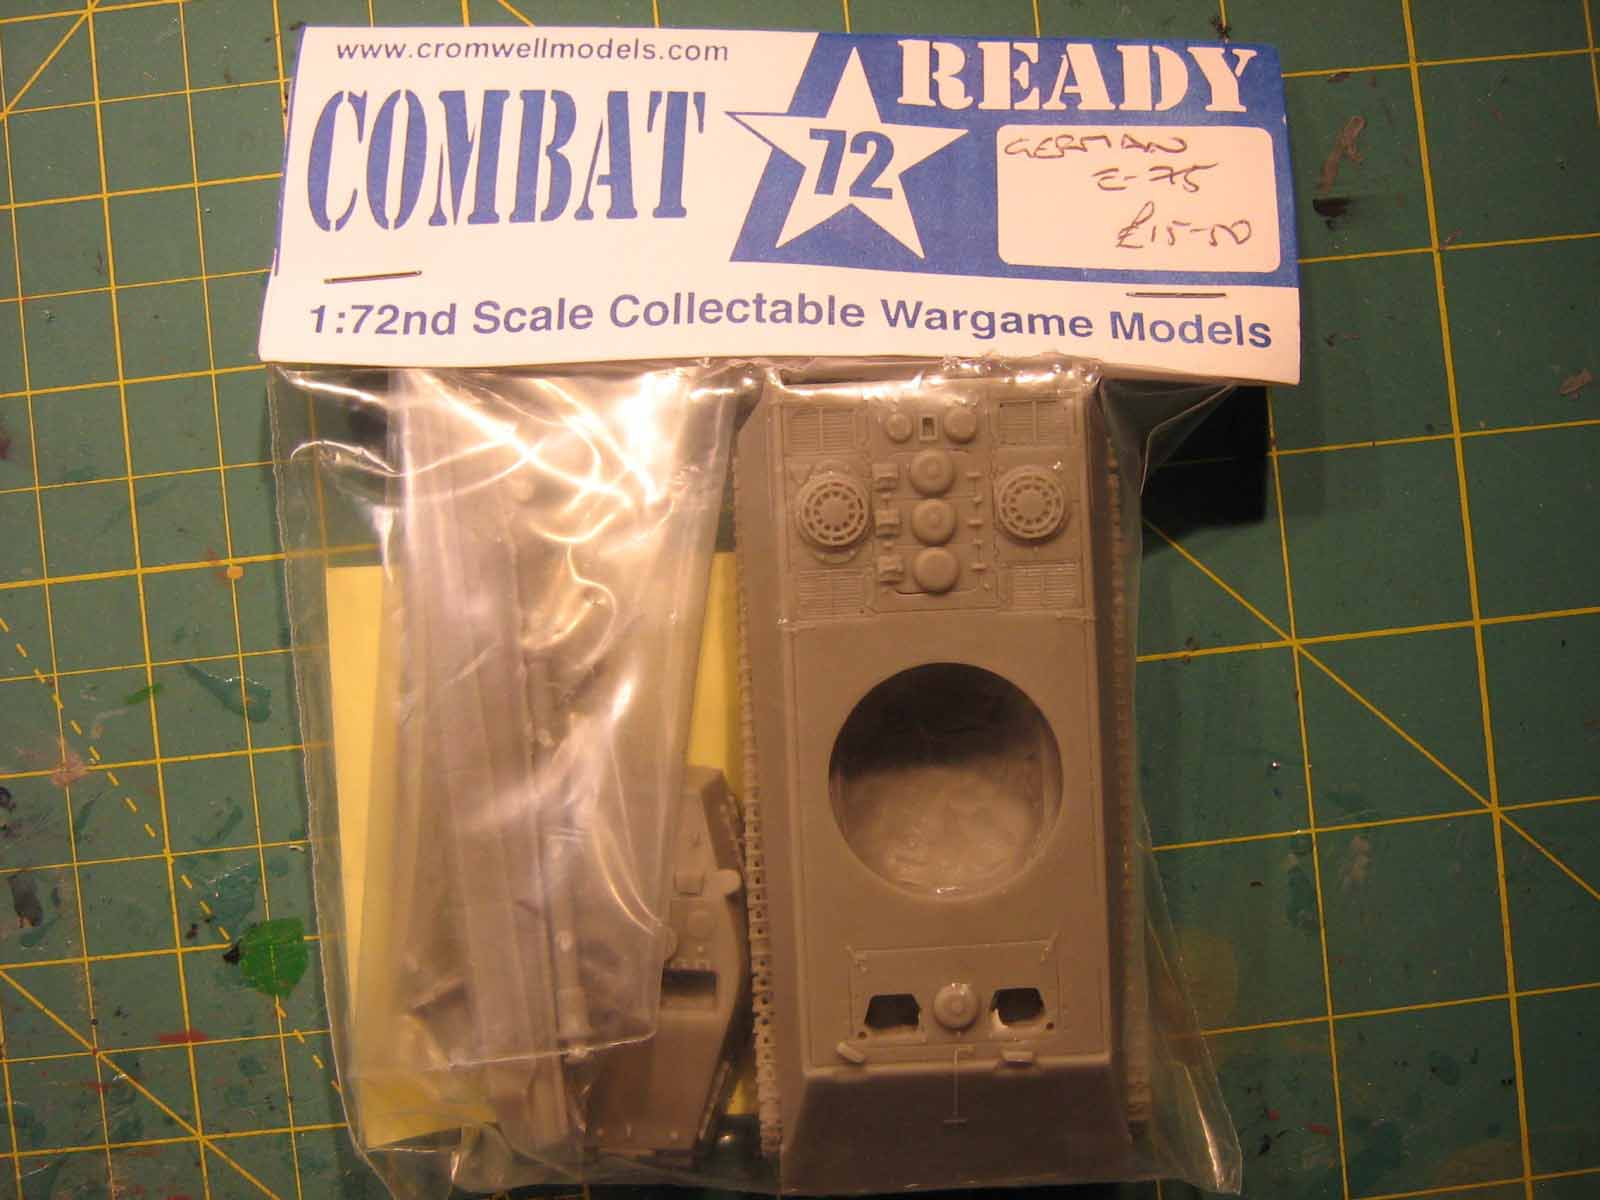 www.cromwellmodels.com
COMBAT
72
READY
GERMAN
E-75
£15-50
1:72nd Scale Collectable Wargame Models